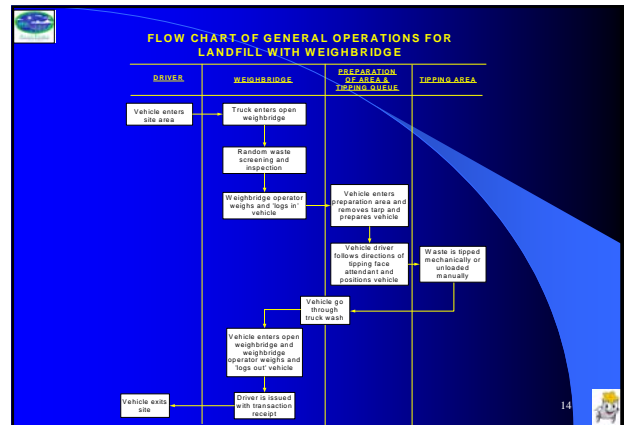 FLOW CHART OF GENERAL OPERATIONS FOR
LANDFILL WITH WEIGHBRIDGE
DRIVER
WEIGHBRIDGE
PREPARATION
OF AREA &
TIPPING QUEUE
TIPPING AREA
Vehicle enters
site area
Truck enters open
weighbridge
Random waste
screening and
inspection
Weighbridge operator
weighs and 'logs in'
vehicle
Vehicle enters
preparation area and
removes tarp and
prepares vehicle
Vehicle driver
follows directions of
tipping face
attendant and
positions vehicle
Waste is tipped
mechanically or
unloaded
manually
Vehicle go
through
truck wash
Vehicle enters open
weighbridge and
weighbridge
operator weighs and
'logs out' vehicle
Driver is issued
with transaction
receipt
Vehicle exits
site
14